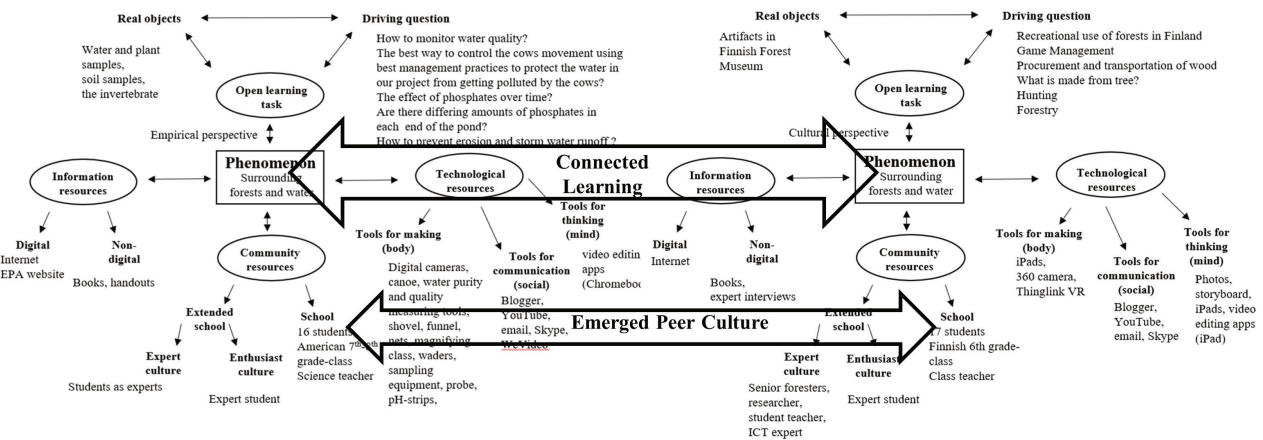 Real objects
Driving question
Water and plant
samples,
soil samples,
the invertebrate
How to monitor water quality?
The best way to control the cows movement using
best management practices to protect the water in
our project from getting polluted by the cows?
The effect of phosphates over time?
Are there differing amounts of phosphates in
each end of the pond?
How to prevent erosion and storm water runoff ?
Open learning
task
Empirical perspective
Phenomenon
Surrounding
forests and water
Information
resources
Technological
resources
Digital
Internet
EPA website
Non-
digital
Books, handouts
Community
resources
Tools for making
(body)
Digital cameras,
canoe, water purity
and quality
measuring tools,
shovel, funnel,
nets, magnifying
class, waders,
sampling
equipment, probe,
pH-strips,
Tools for
communication
(social)
Blogger,
YouTube,
email, Skype,
WeVideo
Tools for
thinking
(mind)
video editin
apps
(Chromeboo
Extended
school
School
16 students
American 7th-9th
grade-class
Science teacher
Expert
culture
Students as experts
Enthusiast
culture
Expert student
Connected
Learning
Emerged Peer Culture
Real objects
Driving question
Artifacts in
Finnish Forest
Museum
Recreational use of forests in Finland
Game Management
Procurement and transportation of wood
What is made from tree?
Hunting
Forestry
Open learning
task
Cultural perspective
Phenomenon
Surrounding
forests and water
Information
resources
Technological
resources
Digital
Internet
Non-
digital
Books,
expert interviews
Community
resources
Tools for making
(body)
iPads,
360 camera,
Thinglink VR
Tools for
communication
(social)
Blogger,
YouTube,
email, Skype
Tools for
thinking
(mind)
Photos,
storyboard,
iPads, video
editing apps
(iPad)
Extended
school
School
17 students
Finnish 6th grade-
class
Class teacher
Expert
culture
Senior foresters,
researcher,
student teacher,
ICT expert
Enthusiast
culture
Expert student